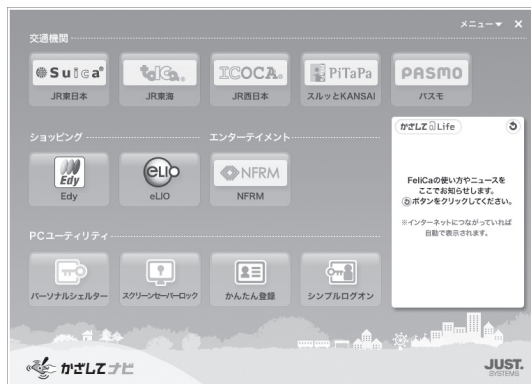 メニュー▼ ×
交通機関
Suica
TOICA
ICOCA
PiTaPa
PASMO
JR東日本
JR東海
JR西日本
スルッとKANSAI
パスモ
ショッピング
エンターテイメント
Edy
eLIO
NFRM
Edy
eLIO
NFRM
かざして Life
FeliCaの使い方やニュースを
ここでお知らせします。
ボタンをクリックしてください。
※インターネットにつながっていれば
自動で表示されます。
PCユーティリティ
パーソナルシェルター
スクリーンセーバーロック
かんたん登録
シンプルログオン
かざしてナビ
JUST.
SYSTEMS